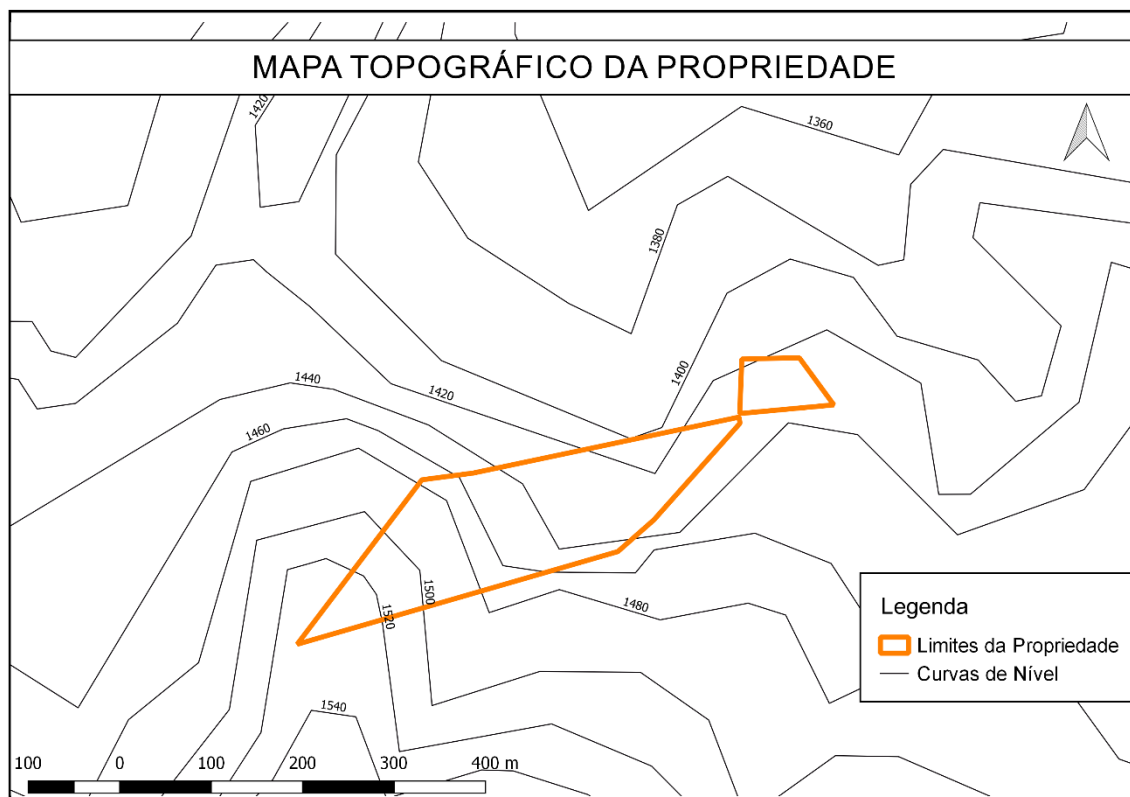 MAPA TOPOGRÁFICO DA PROPRIEDADE
1420
1360
1380
1400
1440
1420
1460
1500
1520
1480
1540
Legenda
Limites da Propriedade
Curvas de Nível
100 0 100 200 300 400 m